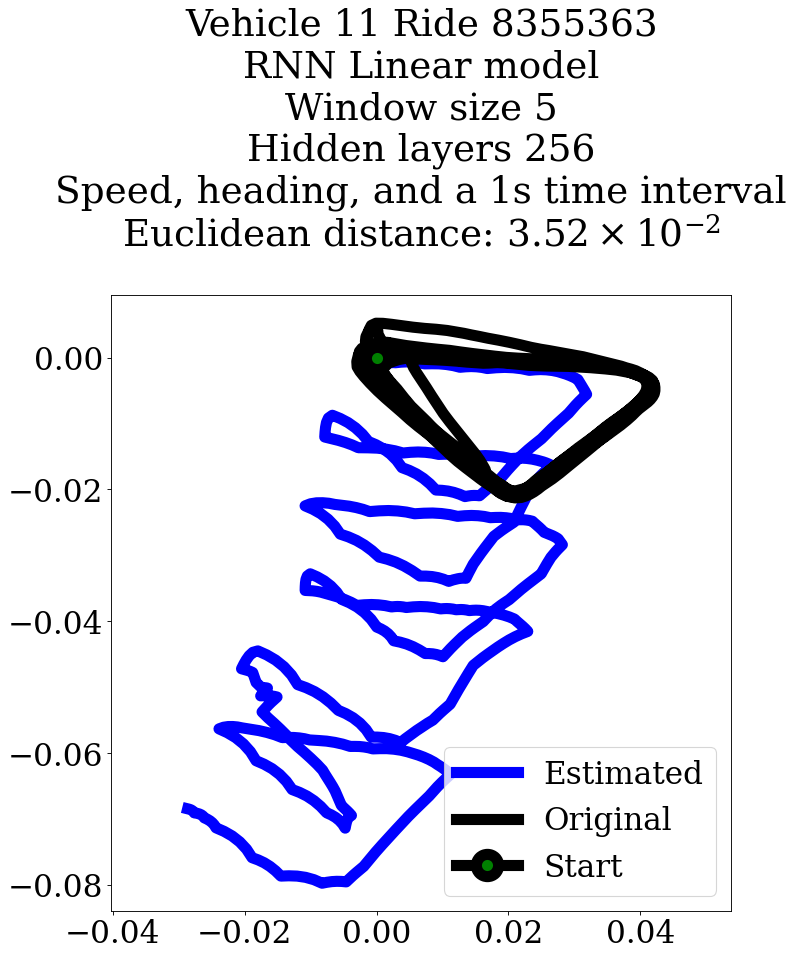 Vehicle 11 Ride 8355363
RNN Linear model
Window size 5
Hidden layers 256
Speed, heading, and a 1s time interval
Euclidean distance: 3.52 × 10⁻²
0.00
−0.02
−0.04
−0.06
−0.08
Estimated
Original
Start
−0.04 −0.02 0.00 0.02 0.04